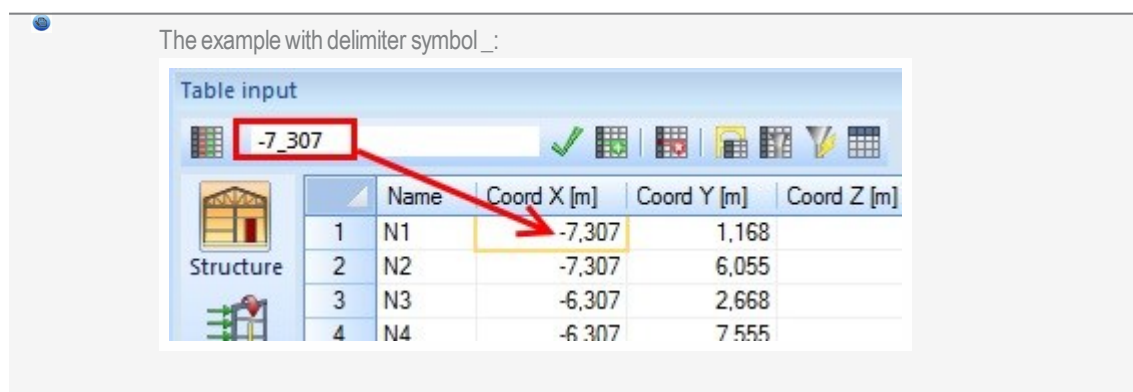 The example with delimiter symbol _:
Table input
-7_307
Name Coord X [m] Coord Y [m] Coord Z [m]
1 N1 -7,307 1,168
Structure
2 N2 -7,307 6,055
3 N3 -6,307 2,668
4 N4 -6,307 7,555